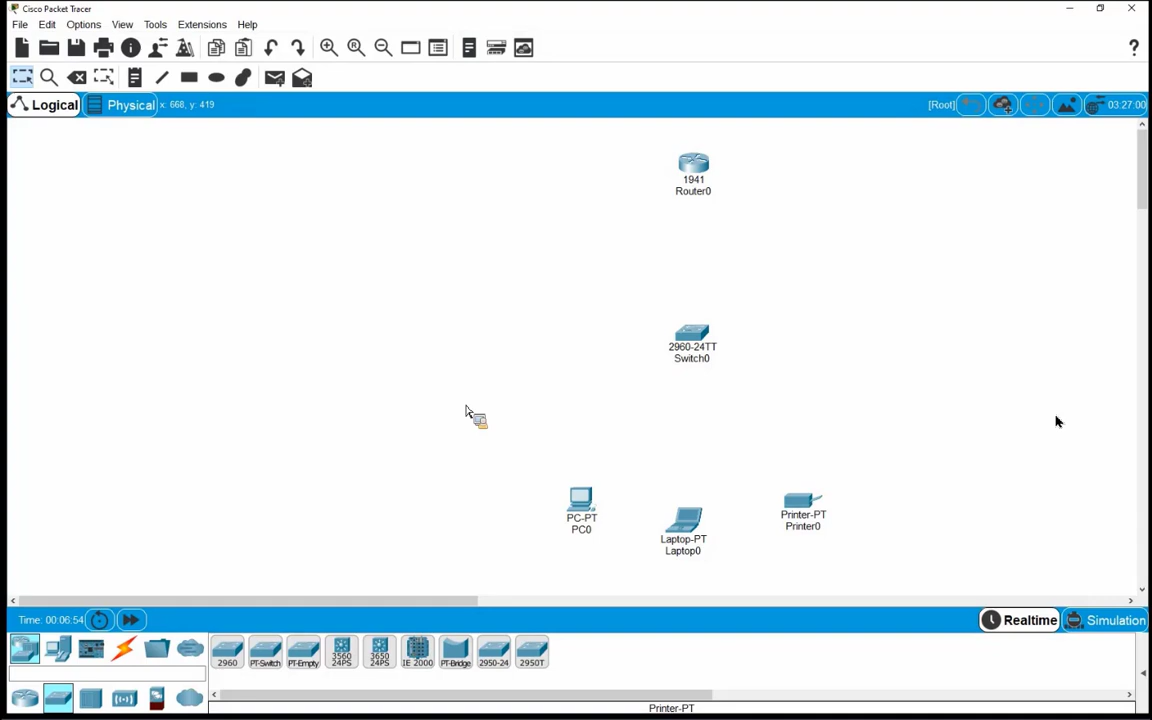 Cisco Packet Tracer
File Edit Options View Tools Extensions Help
?
Logical Physical x: 668, y: 419 [Root] 03:27:00
1941
Router0
2960-24TT
Switch0
PC-PT
PC0
Laptop-PT
Laptop0
Printer-PT
Printer0
Time: 00:06:54 Realtime Simulation
2960 PT-Switch PT-Empty 3560 24PS 3650 24PS IE 2000 PT-Bridge 2950-24 2950T
Printer-PT